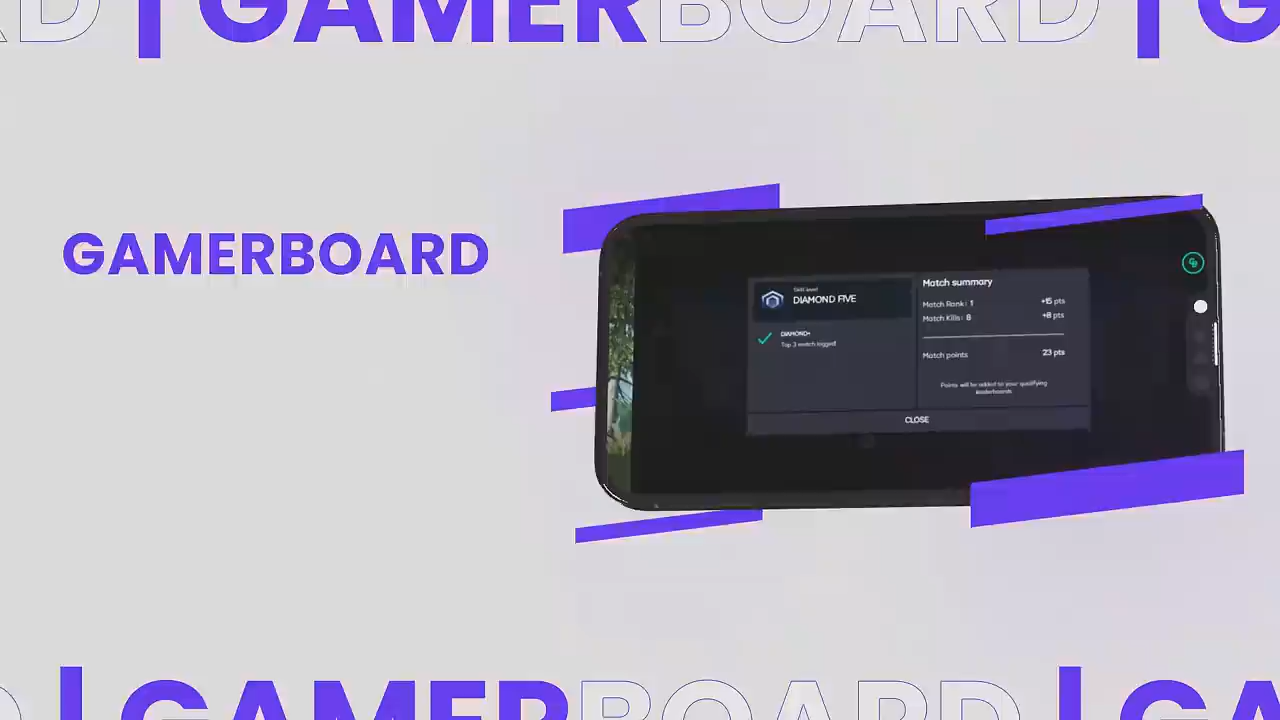 RD | GAMERBOARD | G
GAMERBOARD
Skill level
DIAMOND FIVE
DIAMOND+
Top 3 match logged!
Match summary
Match Rank: 1 +15 pts
Match Kills: 8 +8 pts
Match points 23 pts
Points will be added to your qualifying
leaderboards
CLOSE
D | GAMERBOARD | GA